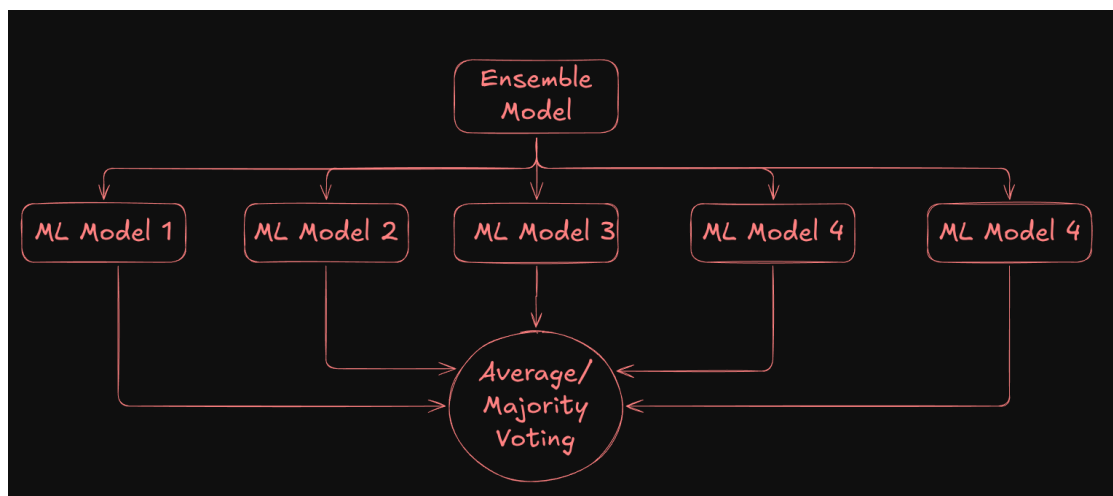 Ensemble
Model
ML Model 1
ML Model 2
ML Model 3
ML Model 4
ML Model 4
Average/
Majority
Voting